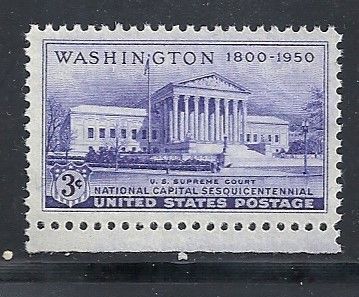 WASHINGTON 1800-1950
U.S. SUPREME COURT
3¢ NATIONAL CAPITAL SESQUICENTENNIAL
UNITED STATES POSTAGE